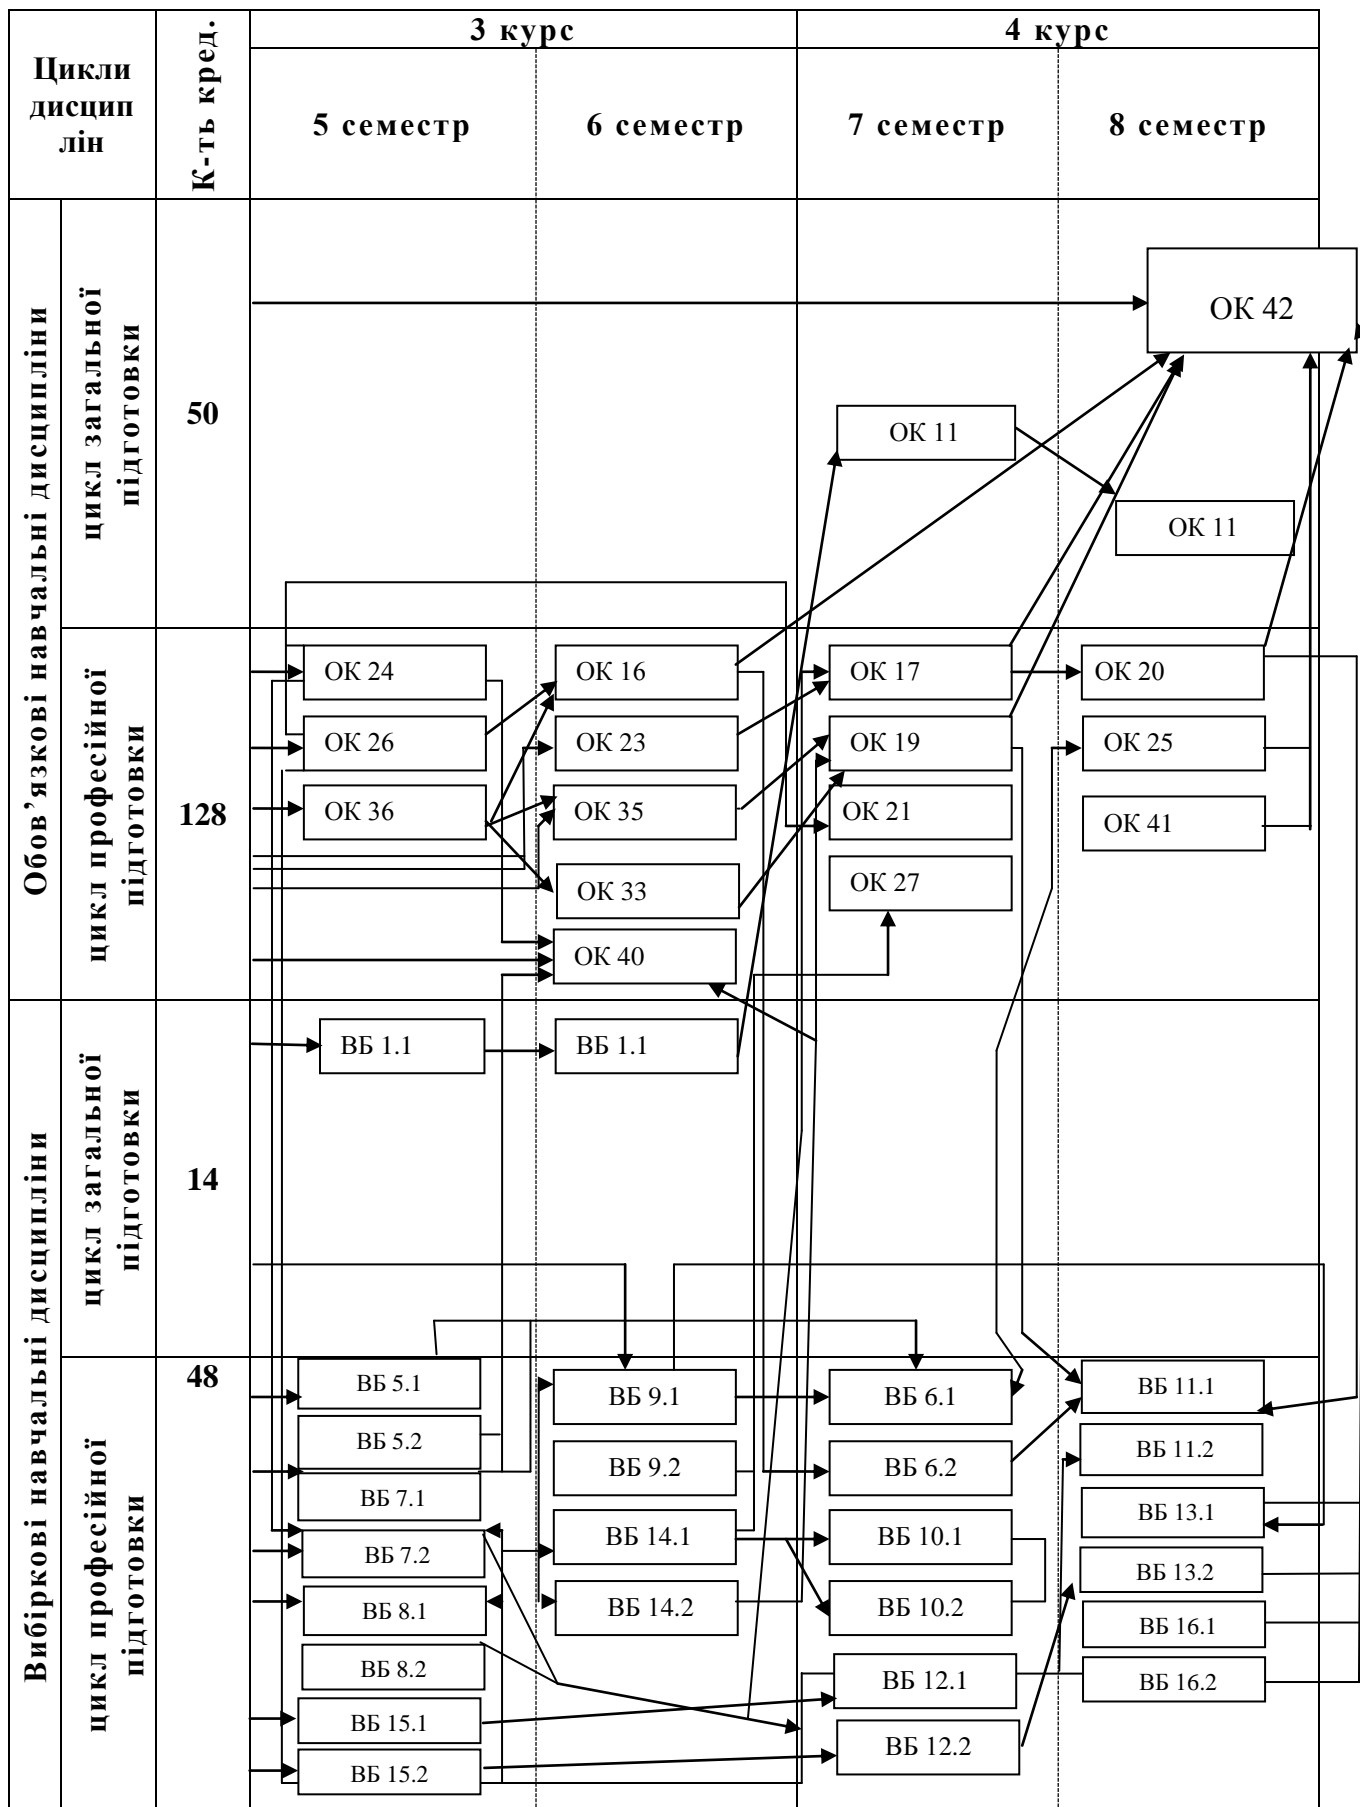 Цикли
дисцип
лін
К-ть кред.
3 курс
4 курс
5 семестр
6 семестр
7 семестр
8 семестр
Обов’язкові навчальні дисципліни
цикл загальної
підготовки
50
ОК 42
ОК 11
ОК 11
цикл професійної
підготовки
128
ОК 24
ОК 16
ОК 17
ОК 20
ОК 26
ОК 23
ОК 19
ОК 25
ОК 36
ОК 35
ОК 21
ОК 41
ОК 33
ОК 27
ОК 40
Вибіркові навчальні дисципліни
цикл загальної
підготовки
14
ВБ 1.1
ВБ 1.1
цикл професійної
підготовки
48
ВБ 5.1
ВБ 9.1
ВБ 6.1
ВБ 11.1
ВБ 5.2
ВБ 9.2
ВБ 6.2
ВБ 11.2
ВБ 7.1
ВБ 14.1
ВБ 10.1
ВБ 13.1
ВБ 7.2
ВБ 14.2
ВБ 10.2
ВБ 13.2
ВБ 8.1
ВБ 16.1
ВБ 8.2
ВБ 12.1
ВБ 16.2
ВБ 15.1
ВБ 12.2
ВБ 15.2